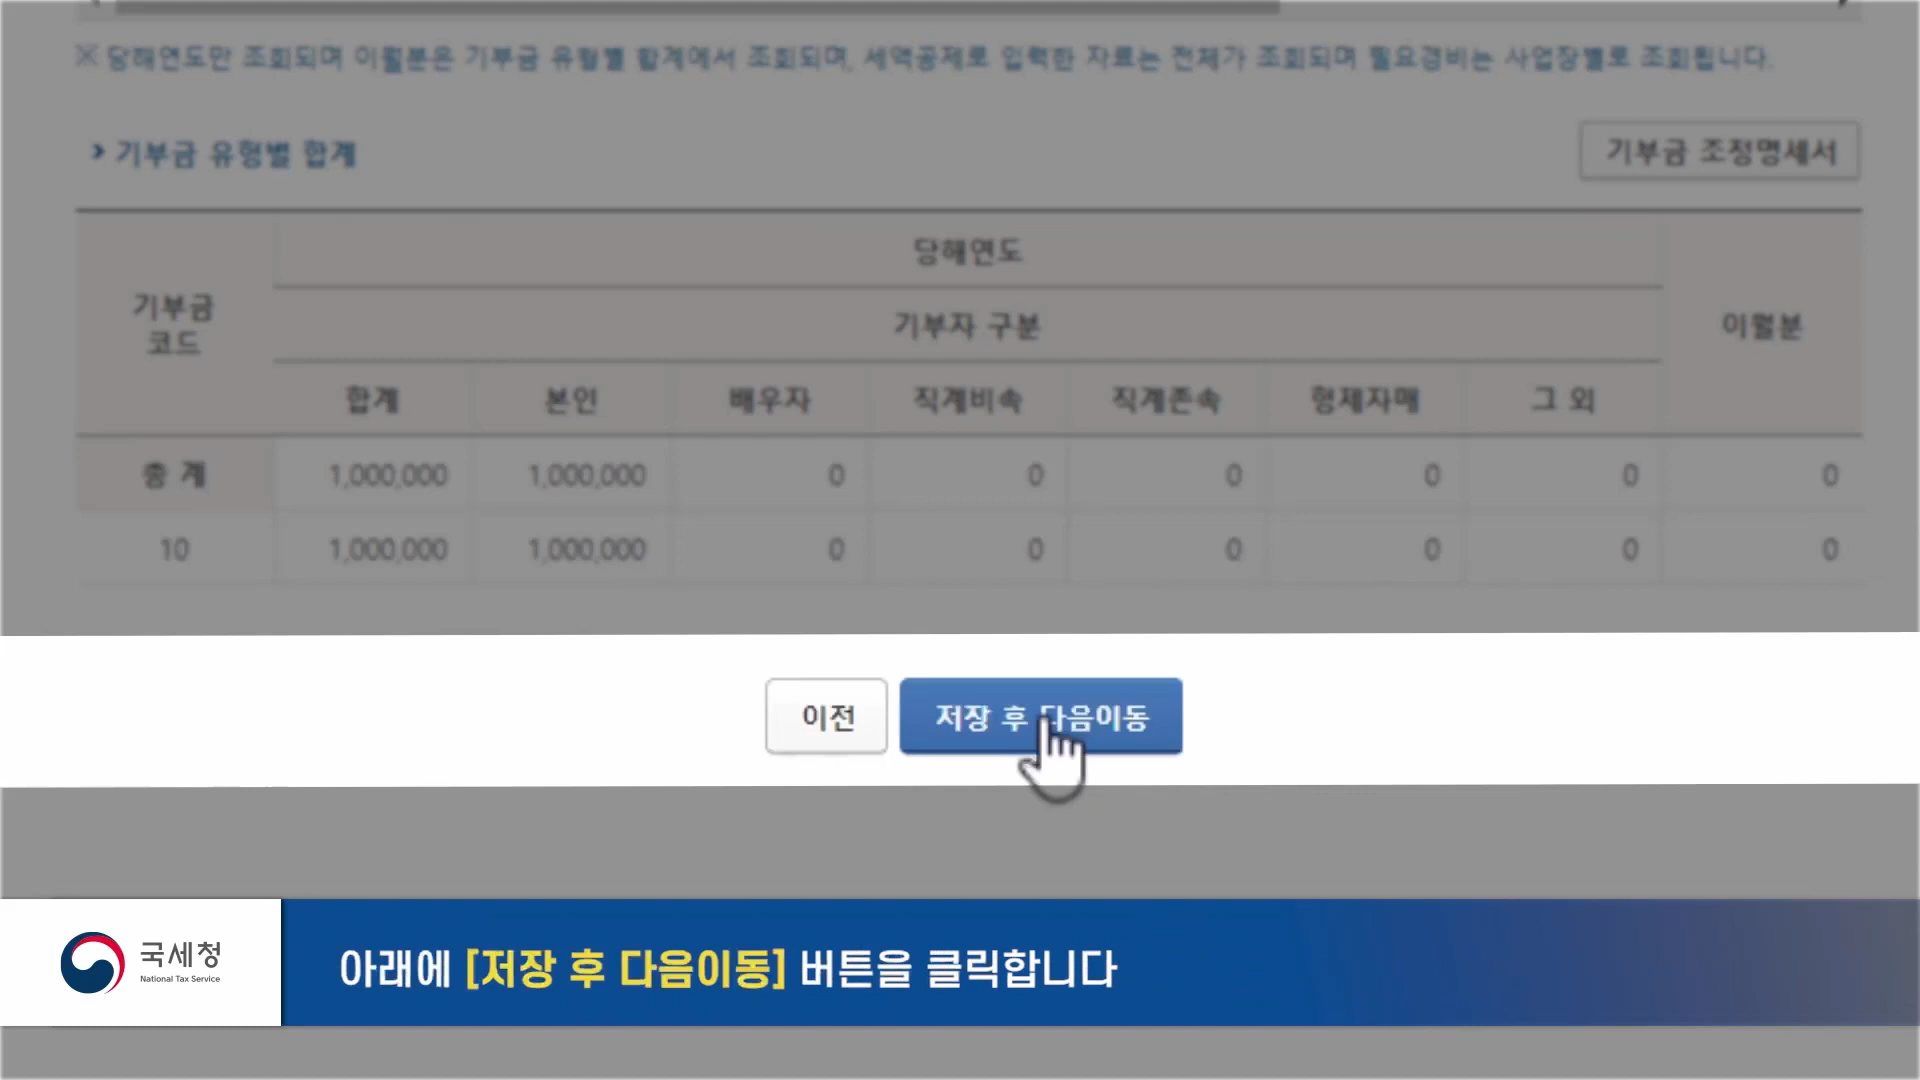 ※ 당해연도만 조회되며 이월분은 기부금 유형별 합계에서 조회되며, 세액공제로 입력한 자료는 전체가 조회되며 필요경비는 사업장별로 조회됩니다.
기부금 유형별 합계
기부금 조정명세서
기부금 코드
당해연도
기부자 구분
이월분
합계 본인 배우자 직계비속 직계존속 형제자매 그 외
총 계 1,000,000 1,000,000 0 0 0 0 0 0
10 1,000,000 1,000,000 0 0 0 0 0 0
이전
저장 후 다음이동
국세청
National Tax Service
아래에 [저장 후 다음이동] 버튼을 클릭합니다